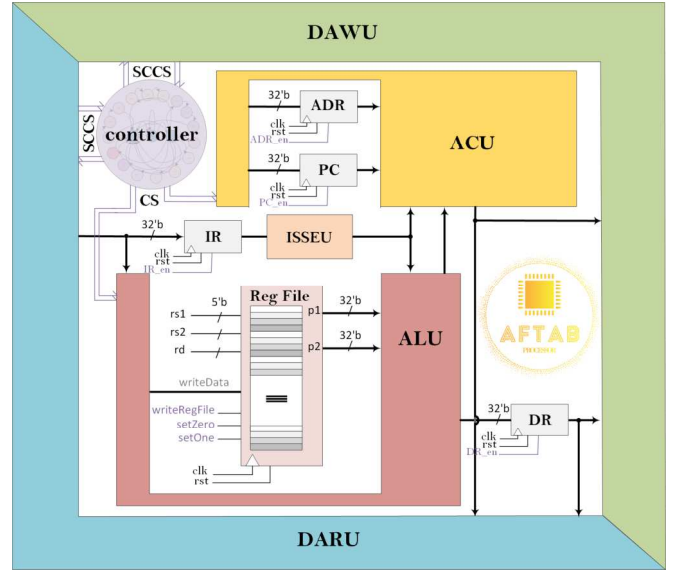 DAWU
SCCS
SCCS
controller
CS
32'b
ADR
clk
rst
ADR_en
32'b
PC
clk
rst
PC_en
ACU
32'b
IR
clk
rst
IR_en
ISSEU
Reg File
rs1
5'b
rs2
rd
p1
32'b
p2
32'b
writeData
writeRegFile
setZero
setOne
clk
rst
ALU
AFTAB
PROCESSOR
32'b
DR
clk
rst
DR_en
DARU